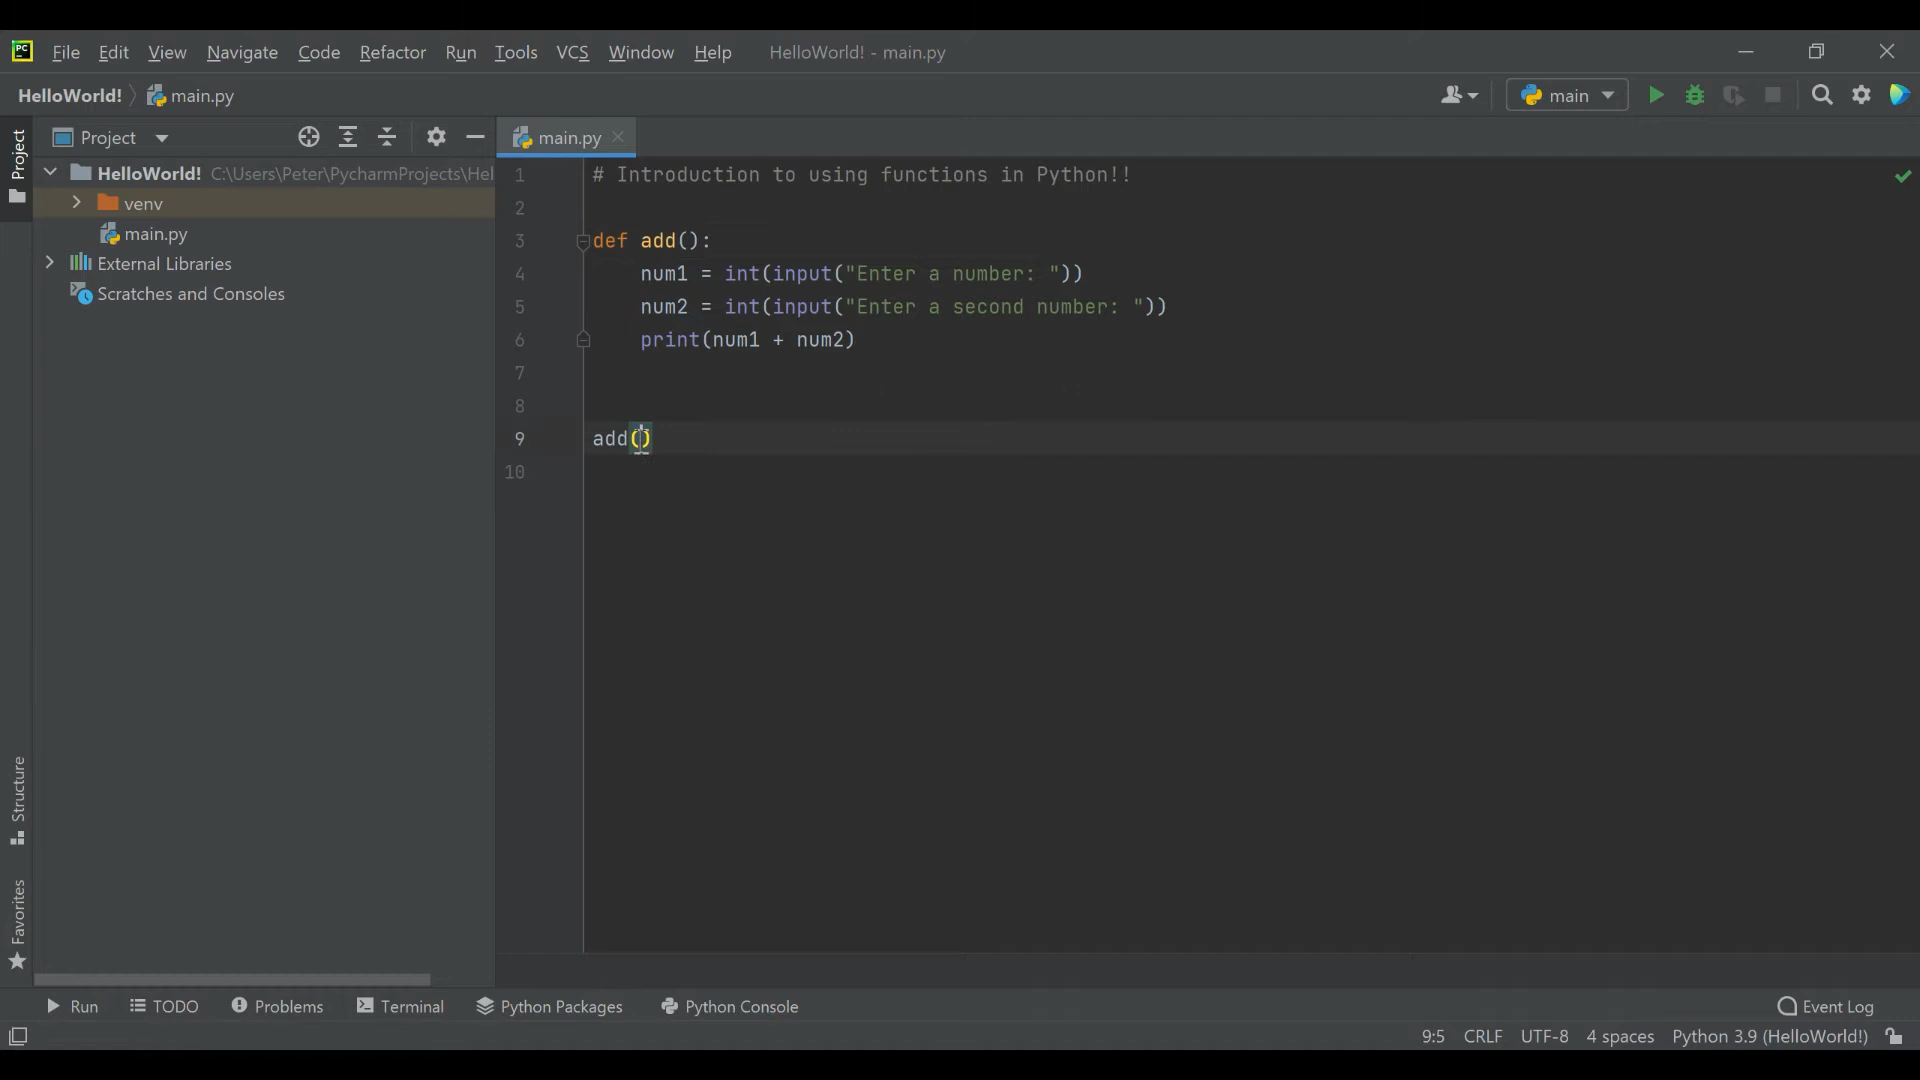 PC File Edit View Navigate Code Refactor Run Tools VCS Window Help HelloWorld! - main.py
HelloWorld! main.py main
Project main.py
Project
HelloWorld! C:\Users\Peter\PycharmProjects\Hel
venv
main.py
External Libraries
Scratches and Consoles
1 # Introduction to using functions in Python!!
2
3 def add():
4 num1 = int(input("Enter a number: "))
5 num2 = int(input("Enter a second number: "))
6 print(num1 + num2)
7
8
9 add()
10
Structure
Favorites
Run TODO Problems Terminal Python Packages Python Console Event Log
9:5 CRLF UTF-8 4 spaces Python 3.9 (HelloWorld!)